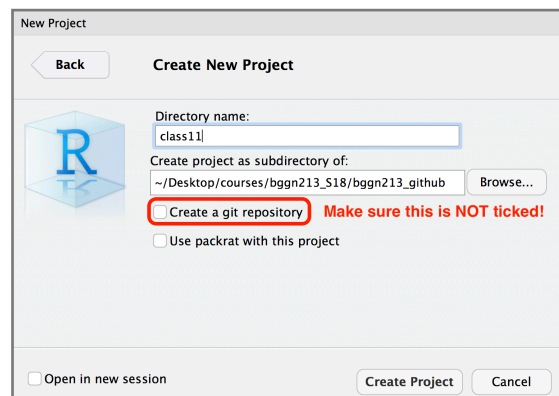 New Project
Back
Create New Project
R
Directory name:
class11
Create project as subdirectory of:
~/Desktop/courses/bggn213_S18/bggn213_github
Browse...
Create a git repository
Make sure this is NOT ticked!
Use packrat with this project
Open in new session
Create Project
Cancel